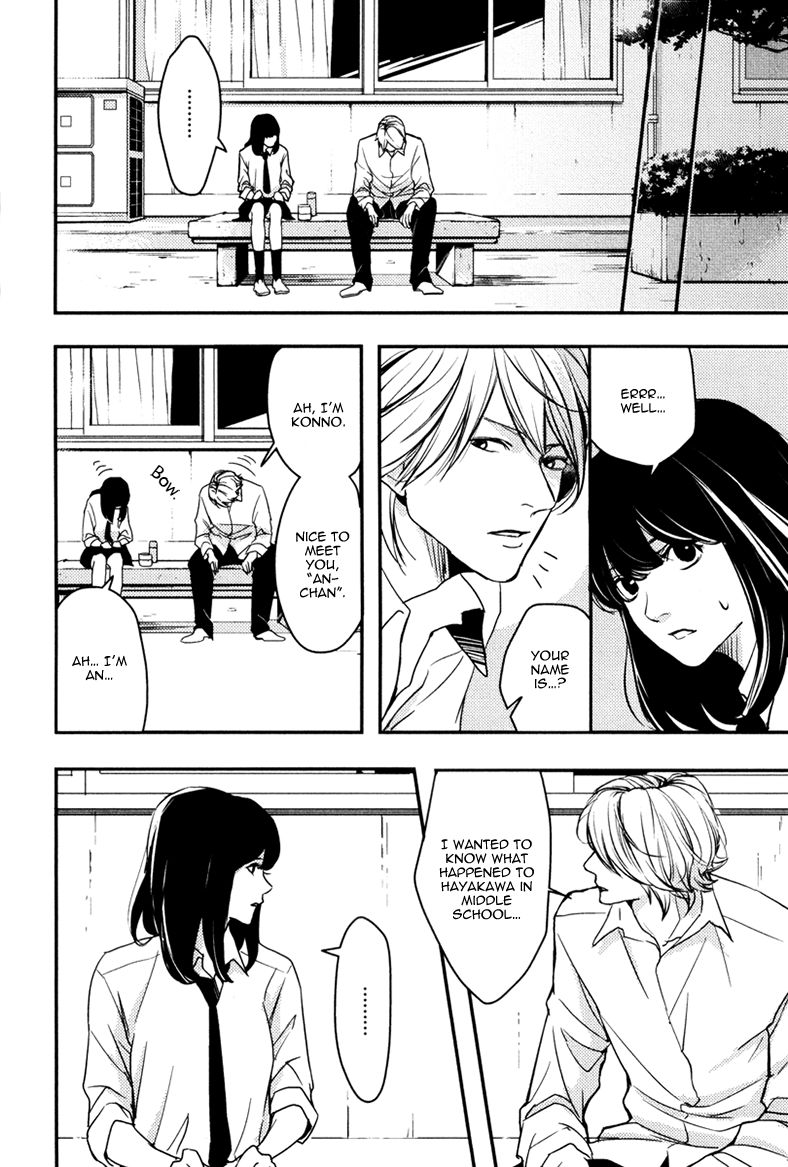 ………
ERRR...
WELL...
YOUR
NAME
IS...?
AH, I'M
KONNO.
NICE TO
MEET
YOU,
"AN-
CHAN".
Bow.
AH... I'M
AN...
I WANTED TO
KNOW WHAT
HAPPENED TO
HAYAKAWA IN
MIDDLE
SCHOOL...
………